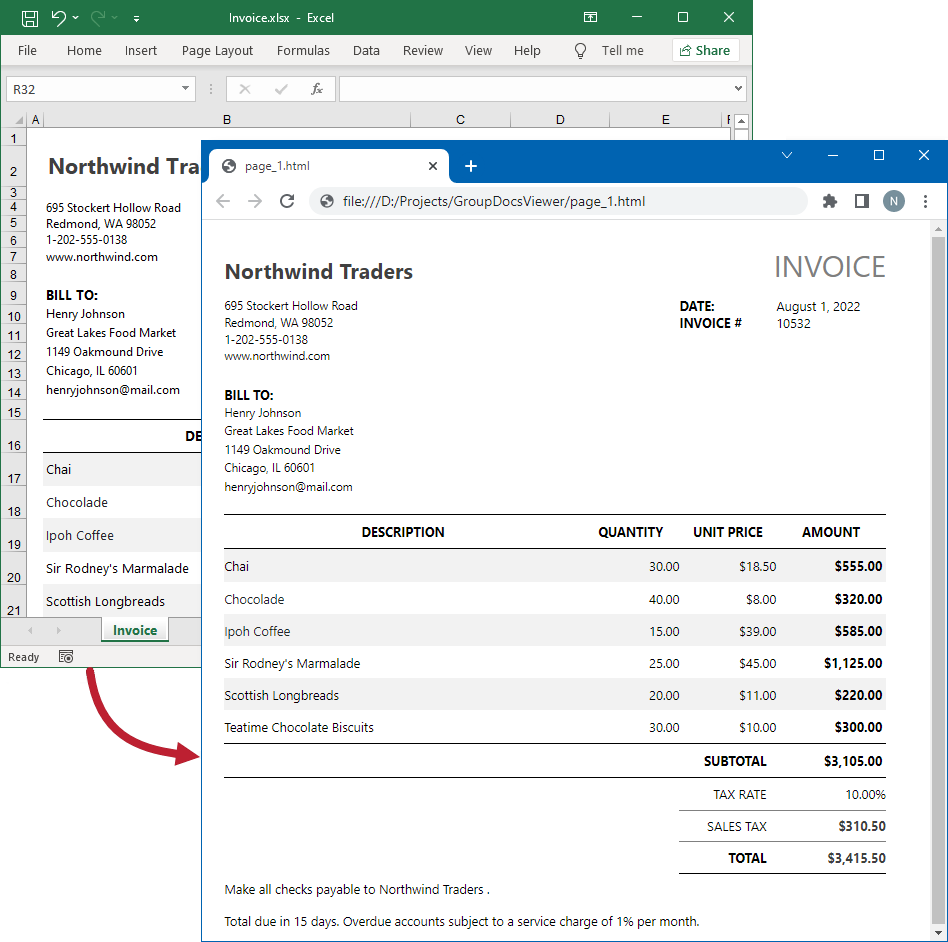 Invoice.xlsx - Excel
File Home Insert Page Layout Formulas Data Review View Help Tell me Share
R32 fx
A B C D E F
1
2 Northwind Tra
3
4 695 Stockert Hollow Road
5 Redmond, WA 98052
6 1-202-555-0138
7 www.northwind.com
8
9 BILL TO:
10 Henry Johnson
11 Great Lakes Food Market
12 1149 Oakmound Drive
13 Chicago, IL 60601
14 henryjohnson@mail.com
15
16 DE
17 Chai
18 Chocolade
19 Ipoh Coffee
20 Sir Rodney's Marmalade
21 Scottish Longbreads
Invoice
Ready
page_1.html
file:///D:/Projects/GroupDocsViewer/page_1.html N
Northwind Traders INVOICE
695 Stockert Hollow Road DATE: August 1, 2022
Redmond, WA 98052 INVOICE # 10532
1-202-555-0138
www.northwind.com
BILL TO:
Henry Johnson
Great Lakes Food Market
1149 Oakmound Drive
Chicago, IL 60601
henryjohnson@mail.com
DESCRIPTION QUANTITY UNIT PRICE AMOUNT
Chai 30.00 $18.50 $555.00
Chocolade 40.00 $8.00 $320.00
Ipoh Coffee 15.00 $39.00 $585.00
Sir Rodney's Marmalade 25.00 $45.00 $1,125.00
Scottish Longbreads 20.00 $11.00 $220.00
Teatime Chocolate Biscuits 30.00 $10.00 $300.00
SUBTOTAL $3,105.00
TAX RATE 10.00%
SALES TAX $310.50
TOTAL $3,415.50
Make all checks payable to Northwind Traders .
Total due in 15 days. Overdue accounts subject to a service charge of 1% per month.